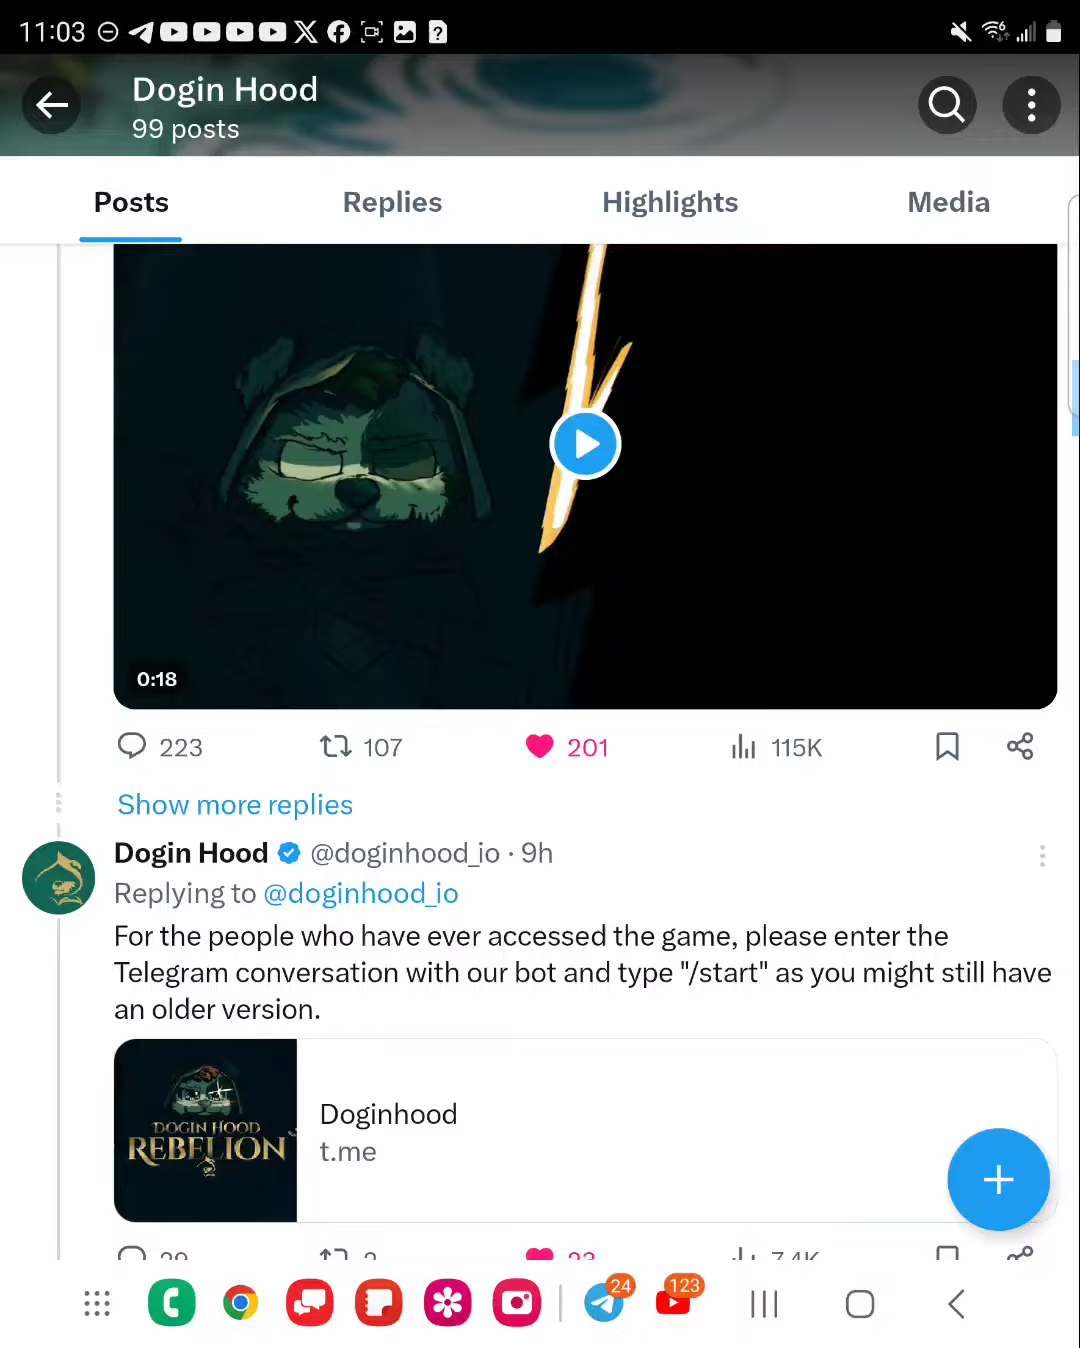 11:03
Dogin Hood
99 posts
Posts Replies Highlights Media
0:18
223 107 201 115K
Show more replies
Dogin Hood @doginhood_io · 9h
Replying to @doginhood_io
For the people who have ever accessed the game, please enter the
Telegram conversation with our bot and type "/start" as you might still have
an older version.
DOGIN HOOD
REBELION
Doginhood
t.me
24
123